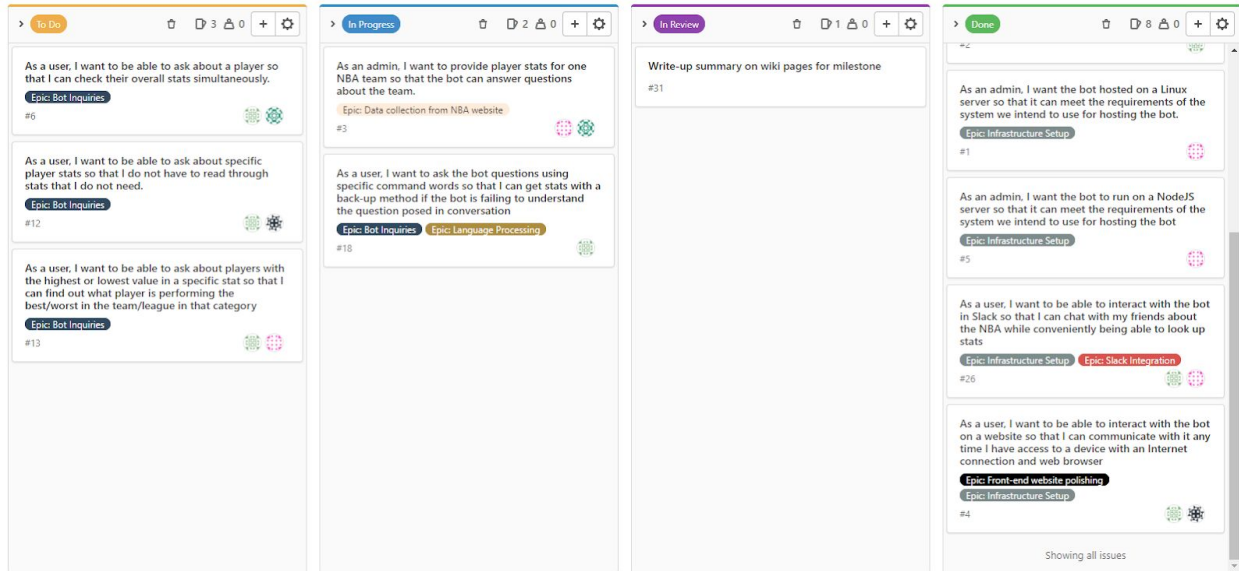 To Do
3 0
As a user, I want to be able to ask about a player so
that I can check their overall stats simultaneously.
Epic: Bot Inquiries
#6
As a user, I want to be able to ask about specific
player stats so that I do not have to read through
stats that I do not need.
Epic: Bot Inquiries
#12
As a user, I want to be able to ask about players with
the highest or lowest value in a specific stat so that I
can find out what player is performing the
best/worst in the team/league in that category
Epic: Bot Inquiries
#13
In Progress
2 0
As an admin, I want to provide player stats for one
NBA team so that the bot can answer questions
about the team.
Epic: Data collection from NBA website
#3
As a user, I want to ask the bot questions using
specific command words so that I can get stats with a
back-up method if the bot is failing to understand
the question posed in conversation
Epic: Bot Inquiries Epic: Language Processing
#18
In Review
1 0
Write-up summary on wiki pages for milestone
#31
Done
8 0
#2
As an admin, I want the bot hosted on a Linux
server so that it can meet the requirements of the
system we intend to use for hosting the bot.
Epic: Infrastructure Setup
#1
As an admin, I want the bot to run on a NodeJS
server so that it can meet the requirements of the
system we intend to use for hosting the bot
Epic: Infrastructure Setup
#5
As a user, I want to be able to interact with the bot
in Slack so that I can chat with my friends about
the NBA while conveniently being able to look up
stats
Epic: Infrastructure Setup Epic: Slack Integration
#26
As a user, I want to be able to interact with the bot
on a website so that I can communicate with it any
time I have access to a device with an Internet
connection and web browser
Epic: Front-end website polishing
Epic: Infrastructure Setup
#4
Showing all issues